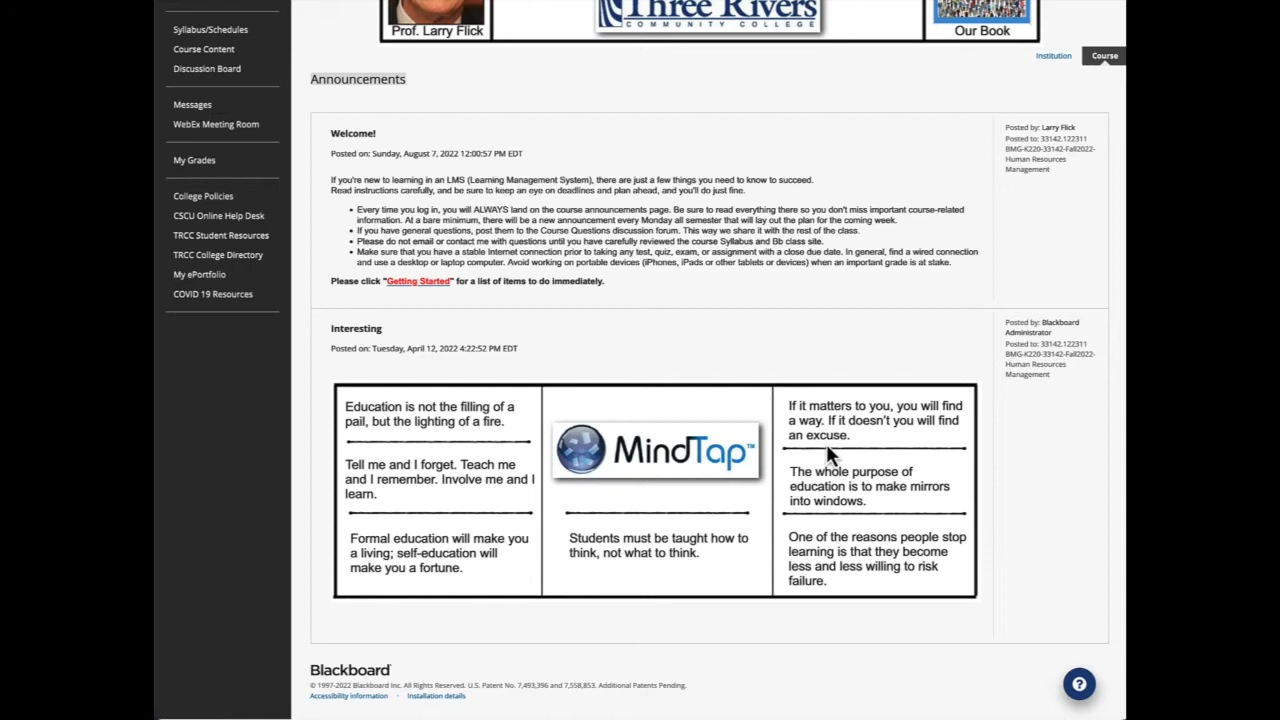 Syllabus/Schedules
Course Content
Discussion Board
Messages
WebEx Meeting Room
My Grades
College Policies
CSCU Online Help Desk
TRCC Student Resources
TRCC College Directory
My ePortfolio
COVID 19 Resources
Prof. Larry Flick
Three Rivers
COMMUNITY COLLEGE
Our Book
Institution
Course
Announcements
Welcome!
Posted on: Sunday, August 7, 2022 12:00:57 PM EDT
If you're new to learning in an LMS (Learning Management System), there are just a few things you need to know to succeed.
Read instructions carefully, and be sure to keep an eye on deadlines and plan ahead, and you'll do just fine.
• Every time you log in, you will ALWAYS land on the course announcements page. Be sure to read everything there so you don't miss important course-related
information. At a bare minimum, there will be a new announcement every Monday all semester that will lay out the plan for the coming week.
• If you have general questions, post them to the Course Questions discussion forum. This way we share it with the rest of the class.
• Please do not email or contact me with questions until you have carefully reviewed the course Syllabus and Bb class site.
• Make sure that you have a stable Internet connection prior to taking any test, quiz, exam, or assignment with a close due date. In general, find a wired connection
and use a desktop or laptop computer. Avoid working on portable devices (iPhones, iPads or other tablets or devices) when an important grade is at stake.
Please click "Getting Started" for a list of items to do immediately.
Posted by: Larry Flick
Posted to: 33142.122311
BMG-K220-33142-Fall2022-
Human Resources
Management
Interesting
Posted on: Tuesday, April 12, 2022 4:22:52 PM EDT
Posted by: Blackboard
Administrator
Posted to: 33142.122311
BMG-K220-33142-Fall2022-
Human Resources
Management
Education is not the filling of a
pail, but the lighting of a fire.
Tell me and I forget. Teach me
and I remember. Involve me and I
learn.
Formal education will make you
a living; self-education will
make you a fortune.
MindTap™
Students must be taught how to
think, not what to think.
If it matters to you, you will find
a way. If it doesn't you will find
an excuse.
The whole purpose of
education is to make mirrors
into windows.
One of the reasons people stop
learning is that they become
less and less willing to risk
failure.
Blackboard
© 1997-2022 Blackboard Inc. All Rights Reserved. U.S. Patent No. 7,493,396 and 7,558,853. Additional Patents Pending.
Accessibility information · Installation details
?